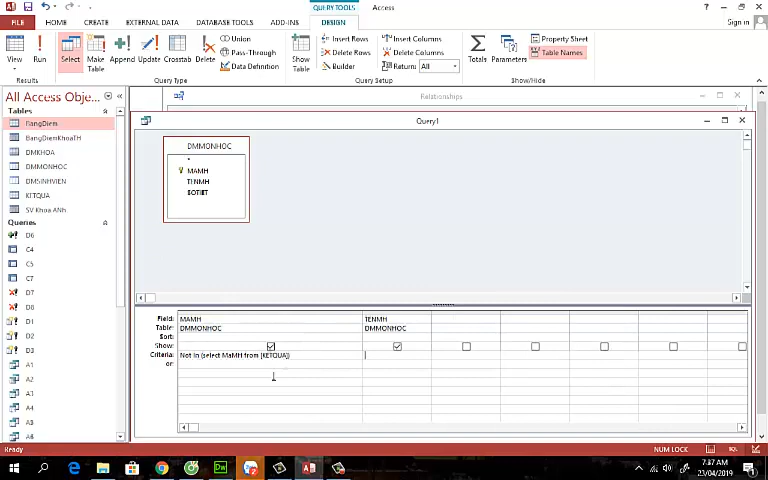 QUERY TOOLS
Access
FILE
HOME
CREATE
EXTERNAL DATA
DATABASE TOOLS
ADD-INS
DESIGN
Sign in
View
Run
Select
Make Table
Append
Update
Crosstab
Delete
Union
Pass-Through
Data Definition
Show Table
Insert Rows
Delete Rows
Builder
Insert Columns
Delete Columns
Return: All
Totals
Parameters
Property Sheet
Table Names
Results
Query Type
Query Setup
Show/Hide
All Access Obje...
Tables
BangDiem
BangDiemKhoaTH
DMKHOA
DMMONHOC
DMSINHVIEN
KETQUA
SV Khoa ANh
Queries
D6
C4
C5
C7
D7
D8
D1
D2
D3
A1
A2
A3
A4
A5
A6
Relationships
Query1
DMMONHOC
*
MAMH
TENMH
SOTIET
Field: MAMH TENMH
Table: DMMONHOC DMMONHOC
Sort:
Show:
Criteria: Not In (select MaMH from [KETQUA])
or:
Ready
NUM LOCK
SQL
7:37 AM
23/04/2019